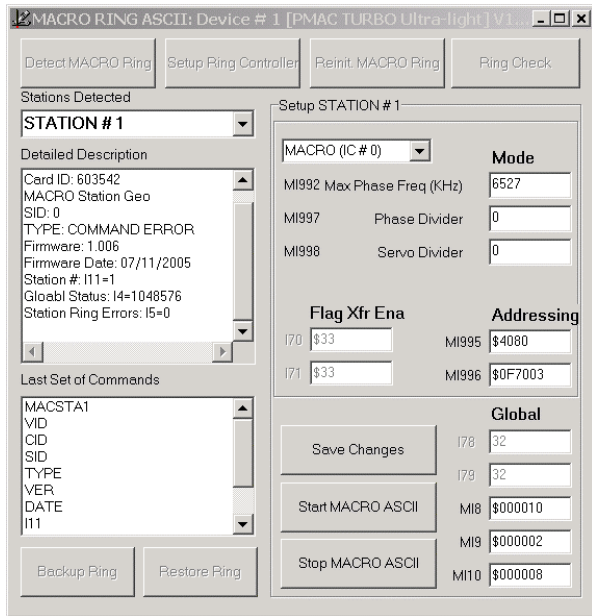 MACRO RING ASCII: Device # 1 [PMAC TURBO Ultra-light] V1...
Detect MACRO Ring
Setup Ring Controller
Reinit. MACRO Ring
Ring Check
Stations Detected
STATION # 1
Detailed Description
Card ID: 603542
MACRO Station Geo
SID: 0
TYPE: COMMAND ERROR
Firmware: 1.006
Firmware Date: 07/11/2005
Station #: I11=1
Gloabl Status: I4=1048576
Station Ring Errors: I5=0
Last Set of Commands
MACSTA1
VID
CID
SID
TYPE
VER
DATE
I11
Backup Ring
Restore Ring
Setup STATION # 1
MACRO (IC # 0)
Mode
MI992 Max Phase Freq (KHz) 6527
MI997 Phase Divider 0
MI998 Servo Divider 0
Flag Xfr Ena
I70 $33
I71 $33
Addressing
MI995 $4080
MI996 $0F7003
Save Changes
Start MACRO ASCII
Stop MACRO ASCII
Global
I78 32
I79 32
MI8 $000010
MI9 $000002
MI10 $000008